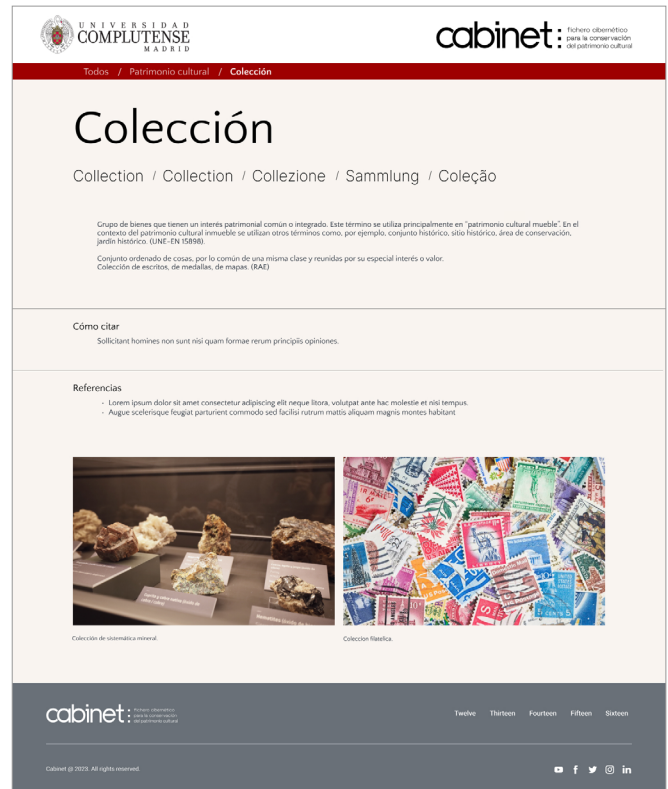 UNIVERSIDAD
COMPLUTENSE
MADRID
cabinet: fichero cibernético
para la conservación
del patrimonio cultural
Todos / Patrimonio cultural / Colección
Colección
Collection / Collection / Collezione / Sammlung / Coleção
Grupo de bienes que tienen un interés patrimonial común o integrado. Este término se utiliza principalmente en "patrimonio cultural mueble". En el
contexto del patrimonio cultural inmueble se utilizan otros términos como, por ejemplo, conjunto histórico, sitio histórico, área de conservación,
jardín histórico. (UNE-EN 15898).
Conjunto ordenado de cosas, por lo común de una misma clase y reunidas por su especial interés o valor.
Colección de escritos, de medallas, de mapas. (RAE)
Cómo citar
Sollicitant homines non sunt nisi quam formae rerum principiis opiniones.
Referencias
- Lorem ipsum dolor sit amet consectetur adipiscing elit neque litora, volutpat ante hac molestie et nisi tempus.
- Augue scelerisque feugiat parturient commodo sed facilisi rutrum mattis aliquam magnis montes habitant
Colección de sistemática mineral.
Coleccion filatelica.
cabinet: fichero cibernético
para la conservación
del patrimonio cultural
Twelve Thirteen Fourteen Fifteen Sixteen
Cabinet @ 2023. All rights reserved.